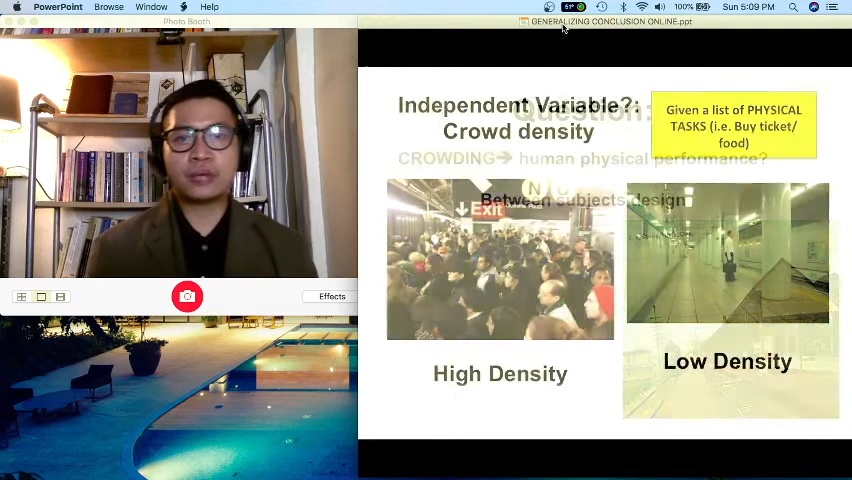 PowerPoint Browse Window Help
51°
100%
Sun 5:09 PM
Photo Booth
GENERALIZING CONCLUSION ONLINE.ppt
Independent Variable?:
Question:
Crowd density
Given a list of PHYSICAL
TASKS (i.e. Buy ticket/
food)
CROWDING➔ human physical performance?
Between subjects design
Exit
N
High Density
Low Density
Effects